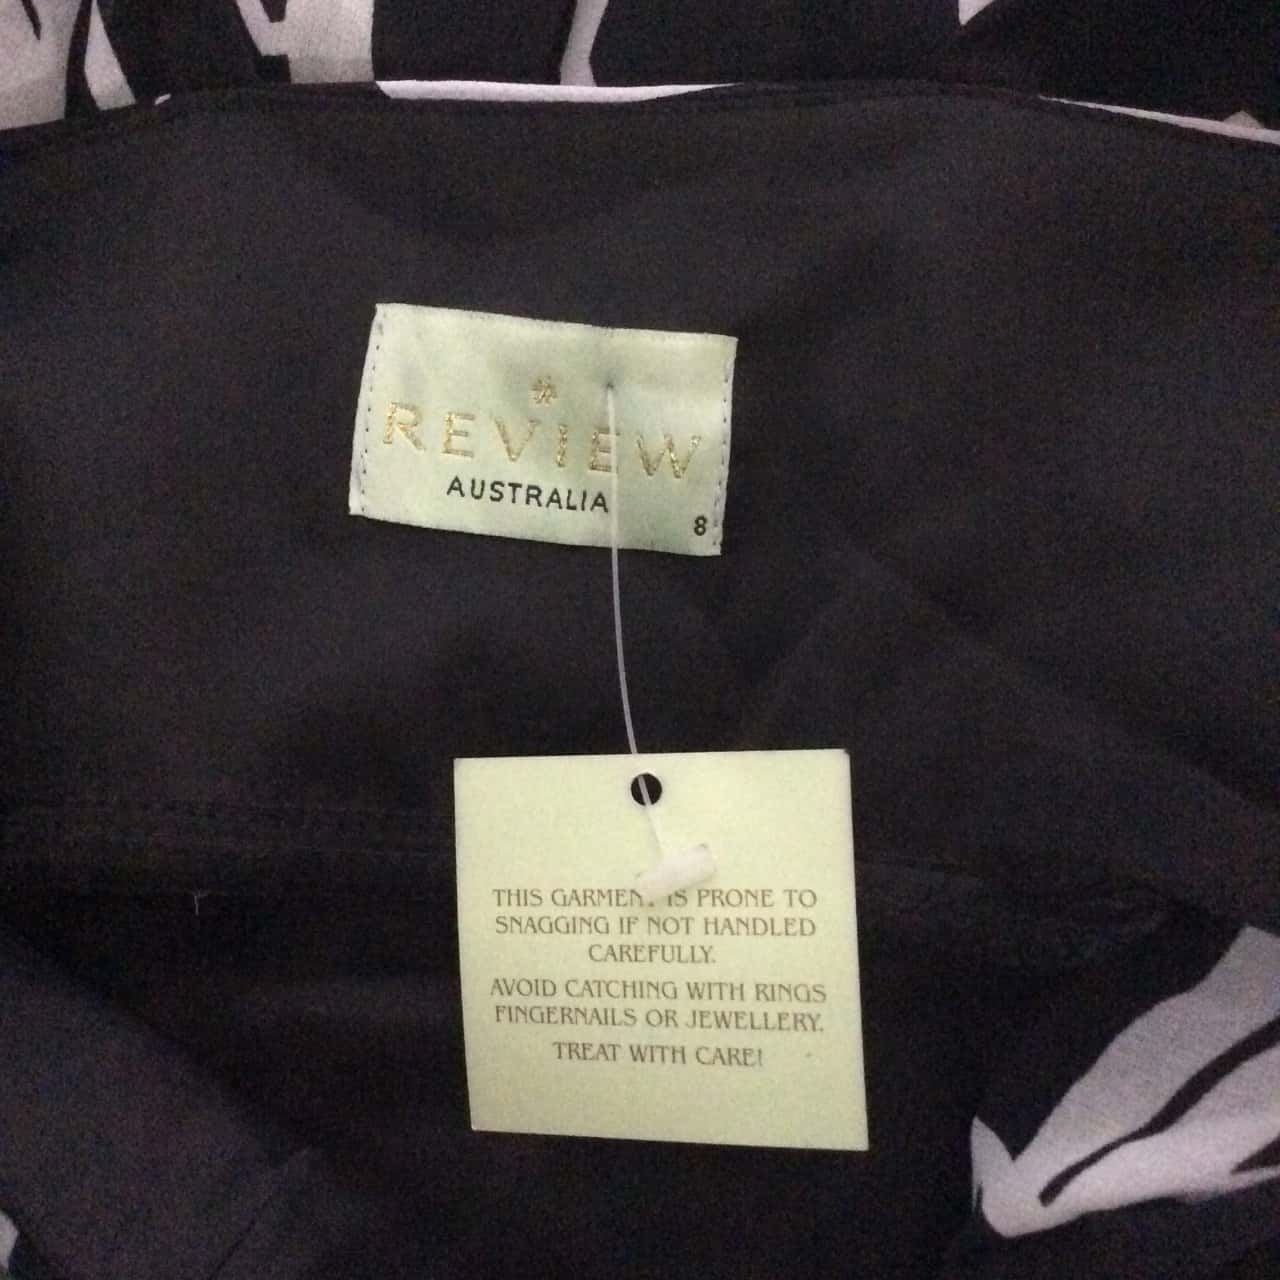 REVIEW
AUSTRALIA
8
THIS GARMENT IS PRONE TO
SNAGGING IF NOT HANDLED
CAREFULLY.
AVOID CATCHING WITH RINGS
FINGERNAILS OR JEWELLERY.
TREAT WITH CARE!